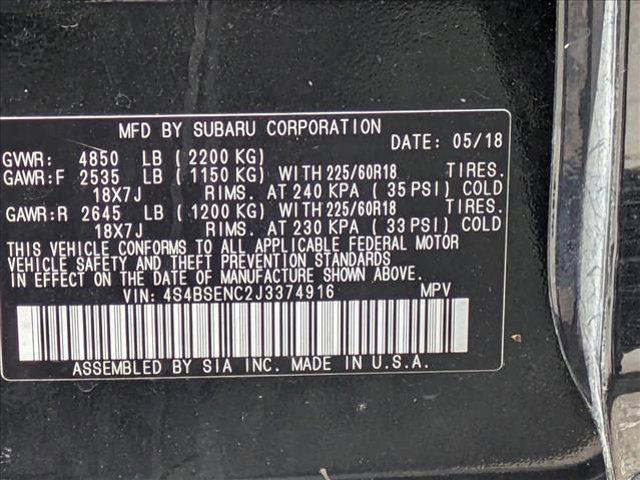 MFD BY SUBARU CORPORATION
DATE: 05/18
GVWR: 4850 LB (2200 KG)
GAWR:F 2535 LB (1150 KG) WITH 225/60R18 TIRES.
18X7J RIMS. AT 240 KPA (35 PSI) COLD
GAWR:R 2645 LB (1200 KG) WITH 225/60R18 TIRES.
18X7J RIMS. AT 230 KPA (33 PSI) COLD
THIS VEHICLE CONFORMS TO ALL APPLICABLE FEDERAL MOTOR
VEHICLE SAFETY AND THEFT PREVENTION STANDARDS
IN EFFECT ON THE DATE OF MANUFACTURE SHOWN ABOVE.
VIN: 4S4BSENC2J3374916 MPV
ASSEMBLED BY SIA INC. MADE IN U.S.A.